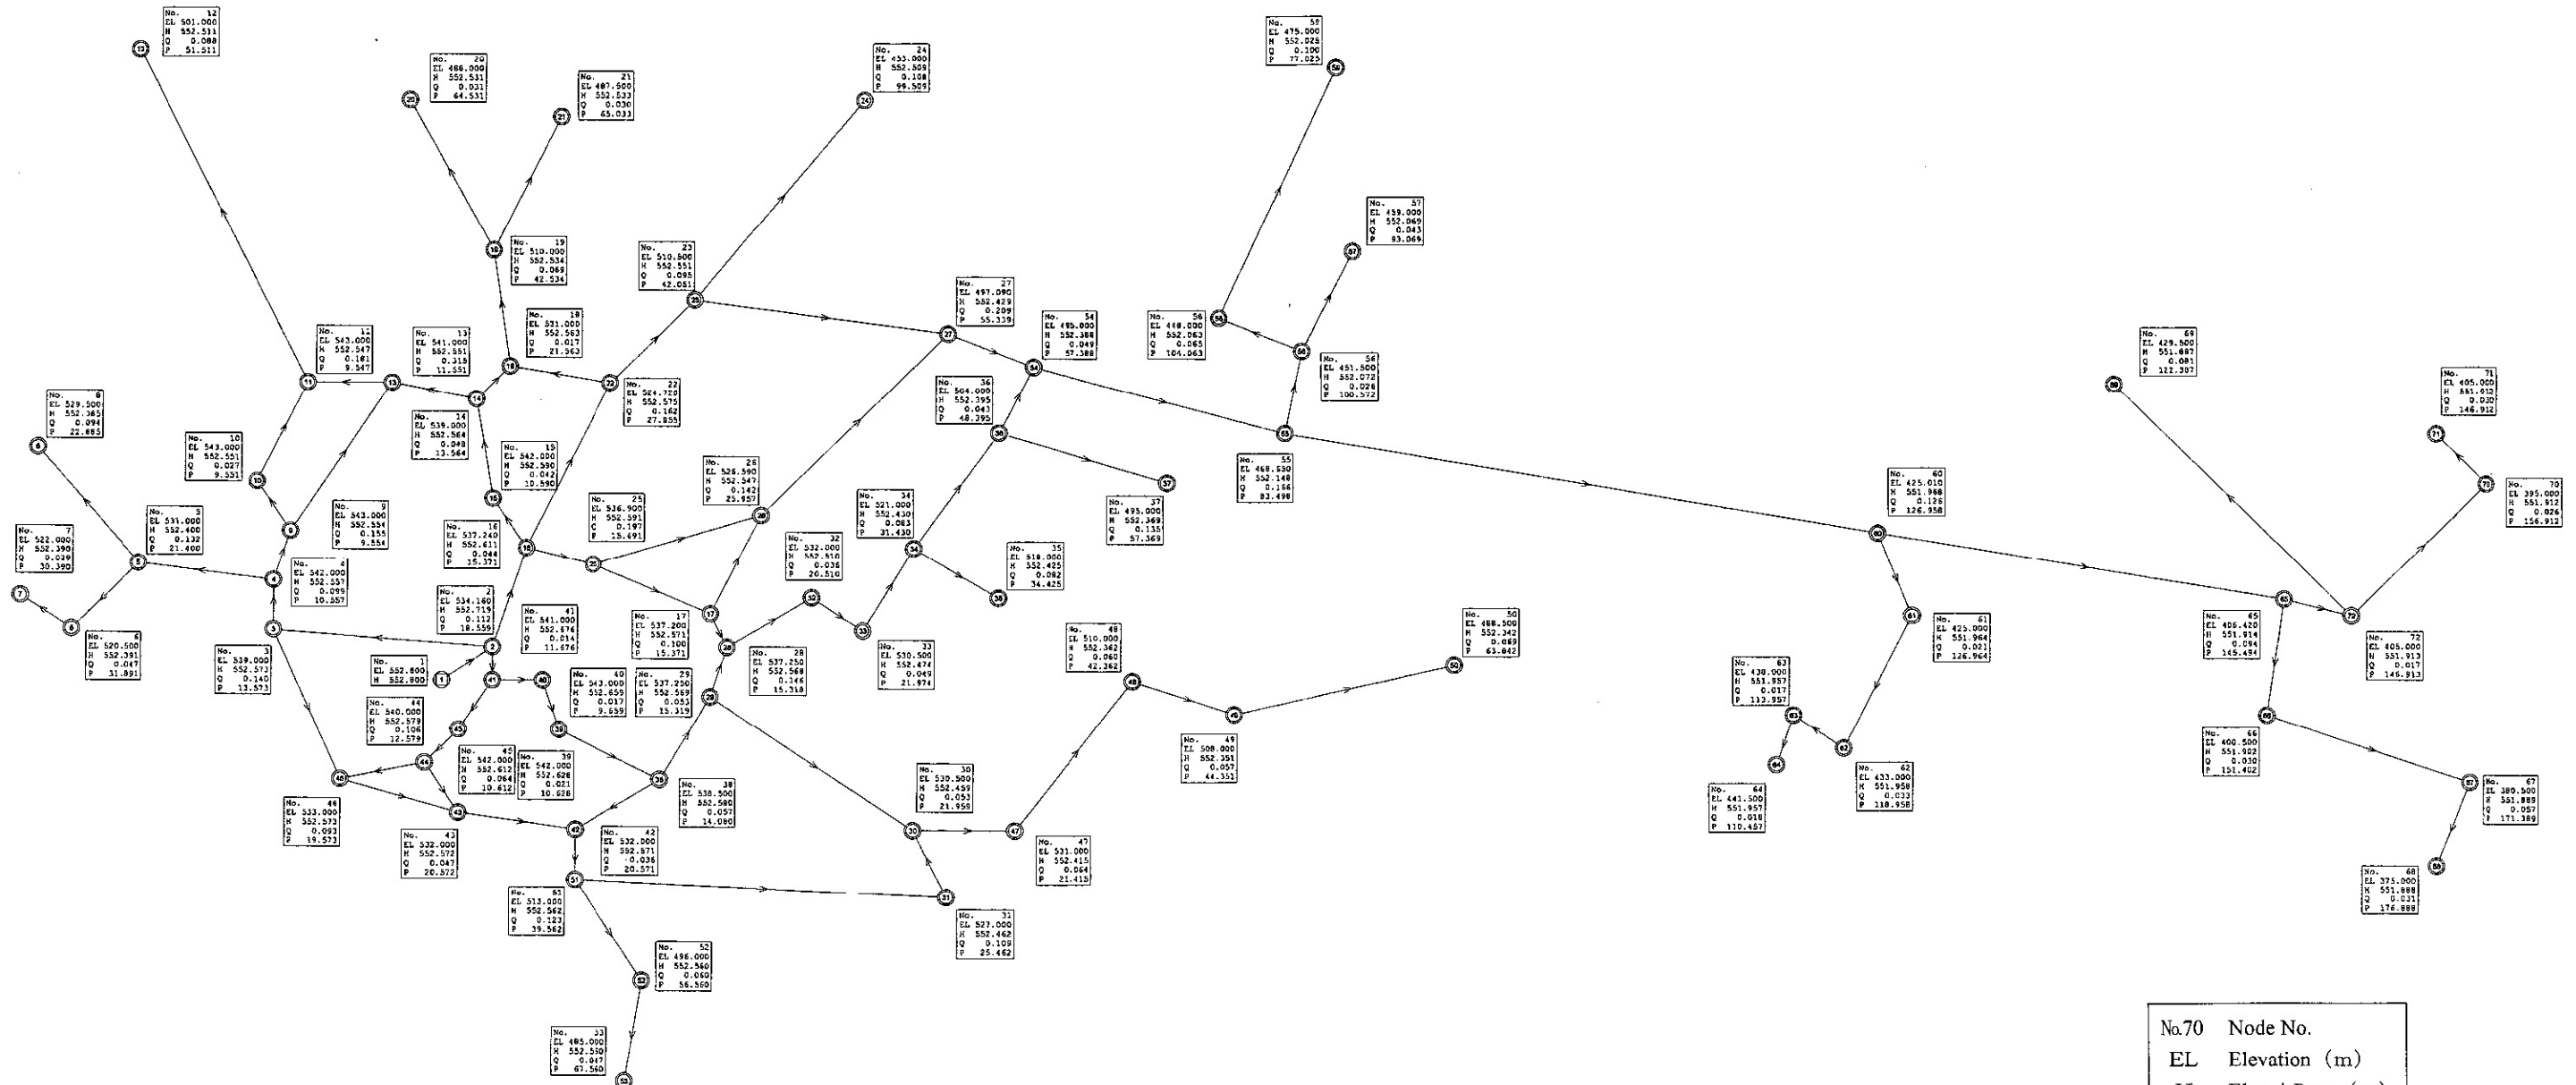 No. 12
EL 501.000
H 552.511
Q 0.088
P 51.511
No. 20
EL 488.000
H 552.531
Q 0.031
P 64.531
No. 21
EL 487.500
H 552.533
Q 0.030
P 65.033
No. 24
EL 453.000
H 552.509
Q 0.108
P 99.509
No. 59
EL 475.000
H 552.025
Q 0.100
P 77.025
No. 57
EL 459.000
H 552.069
Q 0.043
P 93.069
No. 19
EL 510.000
H 552.534
Q 0.069
P 42.534
No. 23
EL 510.500
H 552.551
Q 0.095
P 42.051
No. 27
EL 497.090
H 552.429
Q 0.209
P 55.339
No. 18
EL 531.000
H 552.563
Q 0.017
P 21.563
No. 11
EL 543.000
H 552.547
Q 0.181
P 9.547
No. 13
EL 541.000
H 552.551
Q 0.315
P 11.551
No. 54
EL 495.000
H 552.388
Q 0.049
P 57.388
EL 448.000
H 552.063
Q 0.065
P 104.063
No. 56
EL 451.500
H 552.072
Q 0.026
P 100.572
No. 69
EL 429.500
H 551.887
Q 0.081
P 122.387
No. 71
EL 405.000
H 551.912
Q 0.030
P 146.912
No. 8
EL 529.500
H 552.385
Q 0.094
P 22.885
No. 22
EL 524.720
H 552.575
Q 0.162
P 27.855
No. 36
EL 504.000
H 552.395
Q 0.043
P 48.395
No. 14
EL 539.000
H 552.564
Q 0.048
P 13.564
No. 10
EL 543.000
H 552.551
Q 0.027
P 9.551
No. 15
EL 542.000
H 552.590
Q 0.042
P 10.590
No. 26
EL 526.590
H 552.547
Q 0.142
P 25.957
No. 55
EL 468.650
H 552.148
Q 0.166
P 83.498
No. 60
EL 425.010
H 551.968
Q 0.126
P 126.958
No. 37
EL 495.000
H 552.369
Q 0.135
P 57.369
No. 70
EL 395.000
H 551.912
Q 0.026
P 156.912
No. 34
EL 521.000
H 552.430
Q 0.063
P 31.430
No. 25
EL 536.900
H 552.591
Q 0.197
P 15.691
No. 9
EL 543.000
H 552.554
Q 0.155
P 9.554
No. 5
EL 531.000
H 552.400
Q 0.132
P 21.400
No. 7
EL 522.000
H 552.390
Q 0.039
P 30.390
No. 16
EL 537.240
H 552.611
Q 0.044
P 15.371
No. 32
EL 532.000
H 552.510
Q 0.036
P 20.510
No. 35
EL 518.000
H 552.425
Q 0.082
P 34.425
No. 4
EL 542.000
H 552.557
Q 0.099
P 10.557
No. 2
EL 534.160
H 552.719
Q 0.112
P 18.559
No. 41
EL 541.000
H 552.676
Q 0.014
P 11.676
No. 17
EL 537.200
H 552.571
Q 0.100
P 15.371
No. 6
EL 520.500
H 552.391
Q 0.047
P 31.891
No. 3
EL 539.000
H 552.573
Q 0.140
P 13.573
No. 1
EL 552.800
H 552.800
No. 40
EL 543.000
H 552.659
Q 0.017
P 9.659
No. 29
EL 537.250
H 552.569
Q 0.053
P 15.319
No. 28
EL 537.250
H 552.568
Q 0.146
P 15.318
No. 33
EL 530.500
H 552.474
Q 0.049
P 21.974
No. 48
EL 510.000
H 552.362
Q 0.060
P 42.362
No. 50
EL 488.500
H 552.342
Q 0.069
P 63.842
No. 61
EL 425.000
H 551.964
Q 0.021
P 126.964
No. 65
EL 406.420
H 551.914
Q 0.094
P 145.494
No. 72
EL 405.000
H 551.913
Q 0.017
P 146.913
No. 63
EL 438.000
H 551.957
Q 0.017
P 113.957
No. 44
EL 540.000
H 552.579
Q 0.106
P 12.579
No. 45
EL 542.000
H 552.612
Q 0.064
P 10.612
No. 39
EL 542.000
H 552.628
Q 0.021
P 10.628
No. 49
EL 508.000
H 552.351
Q 0.057
P 44.351
No. 66
EL 400.500
H 551.902
Q 0.030
P 151.402
No. 38
EL 538.500
H 552.580
Q 0.057
P 14.080
No. 30
EL 530.500
H 552.459
Q 0.053
P 21.959
No. 62
EL 433.000
H 551.958
Q 0.033
P 118.958
No. 64
EL 441.500
H 551.957
Q 0.018
P 110.457
No. 67
EL 380.500
H 551.889
Q 0.057
P 171.389
No. 46
EL 533.000
H 552.573
Q 0.093
P 19.573
No. 43
EL 532.000
H 552.572
Q 0.047
P 20.572
No. 42
EL 532.000
H 552.571
Q 0.036
P 20.571
No. 47
EL 531.000
H 552.415
Q 0.064
P 21.415
No. 68
EL 375.000
H 551.888
Q 0.031
P 176.888
No. 51
EL 513.000
H 552.562
Q 0.123
P 39.562
No. 31
EL 527.000
H 552.462
Q 0.109
P 25.462
No. 52
EL 496.000
H 552.560
Q 0.060
P 56.560
No. 53
EL 485.000
H 552.560
Q 0.047
P 67.560
No.70 Node No.
EL Elevation (m)